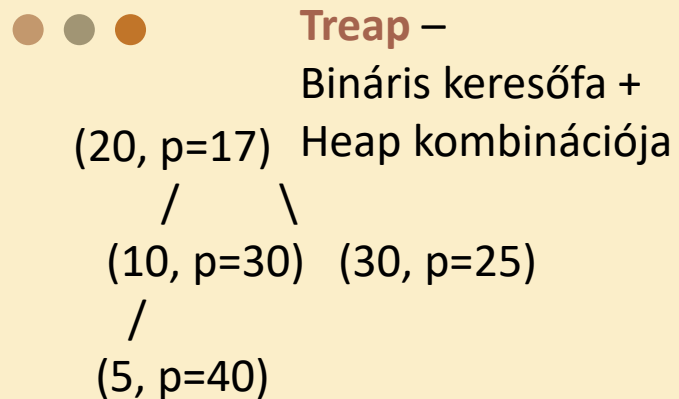 Treap –
Bináris keresőfa +
Heap kombinációja
(20, p=17)
/ \
(10, p=30) (30, p=25)
/
(5, p=40)